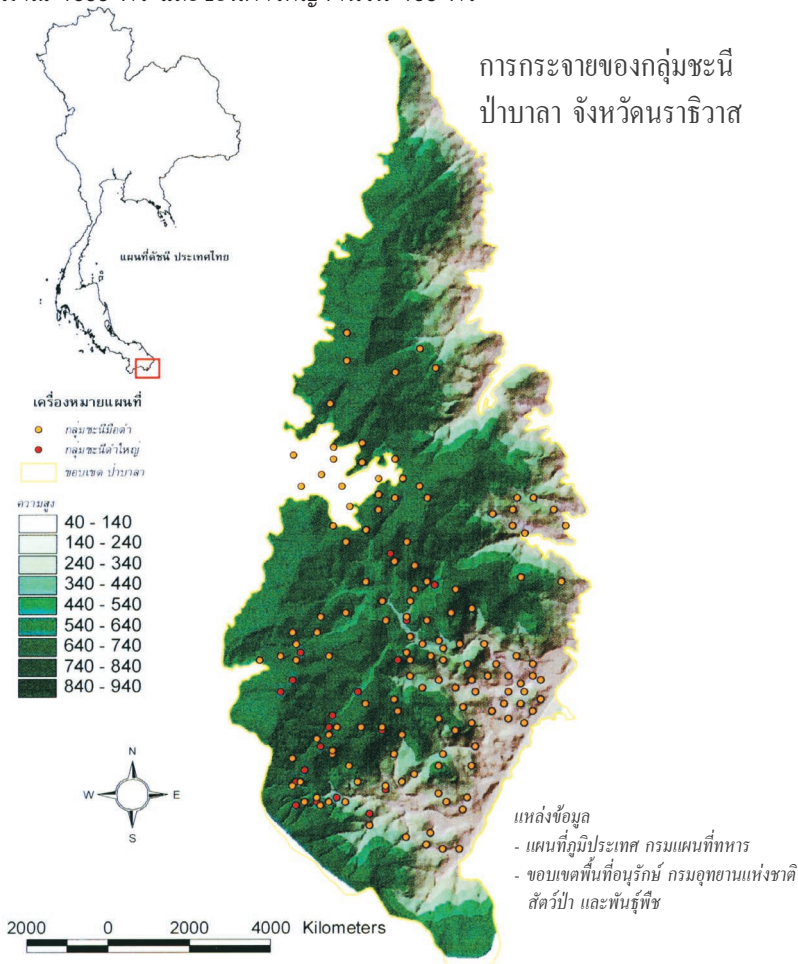 การกระจายของกลุ่มชะนี
ป่าบาลา จังหวัดนราธิวาส
แผนที่ดัชนี ประเทศไทย
เครื่องหมายแผนที่
กลุ่มชะนีมือดำ
กลุ่มชะนีดำใหญ่
ขอบเขต ป่าบาลา
ความสูง
40 - 140
140 - 240
240 - 340
340 - 440
440 - 540
540 - 640
640 - 740
740 - 840
840 - 940
N
W E
S
แหล่งข้อมูล
- แผนที่ภูมิประเทศ กรมแผนที่ทหาร
- ขอบเขตพื้นที่อนุรักษ์ กรมอุทยานแห่งชาติ
สัตว์ป่า และพันธุ์พืช
2000 0 2000 4000 Kilometers